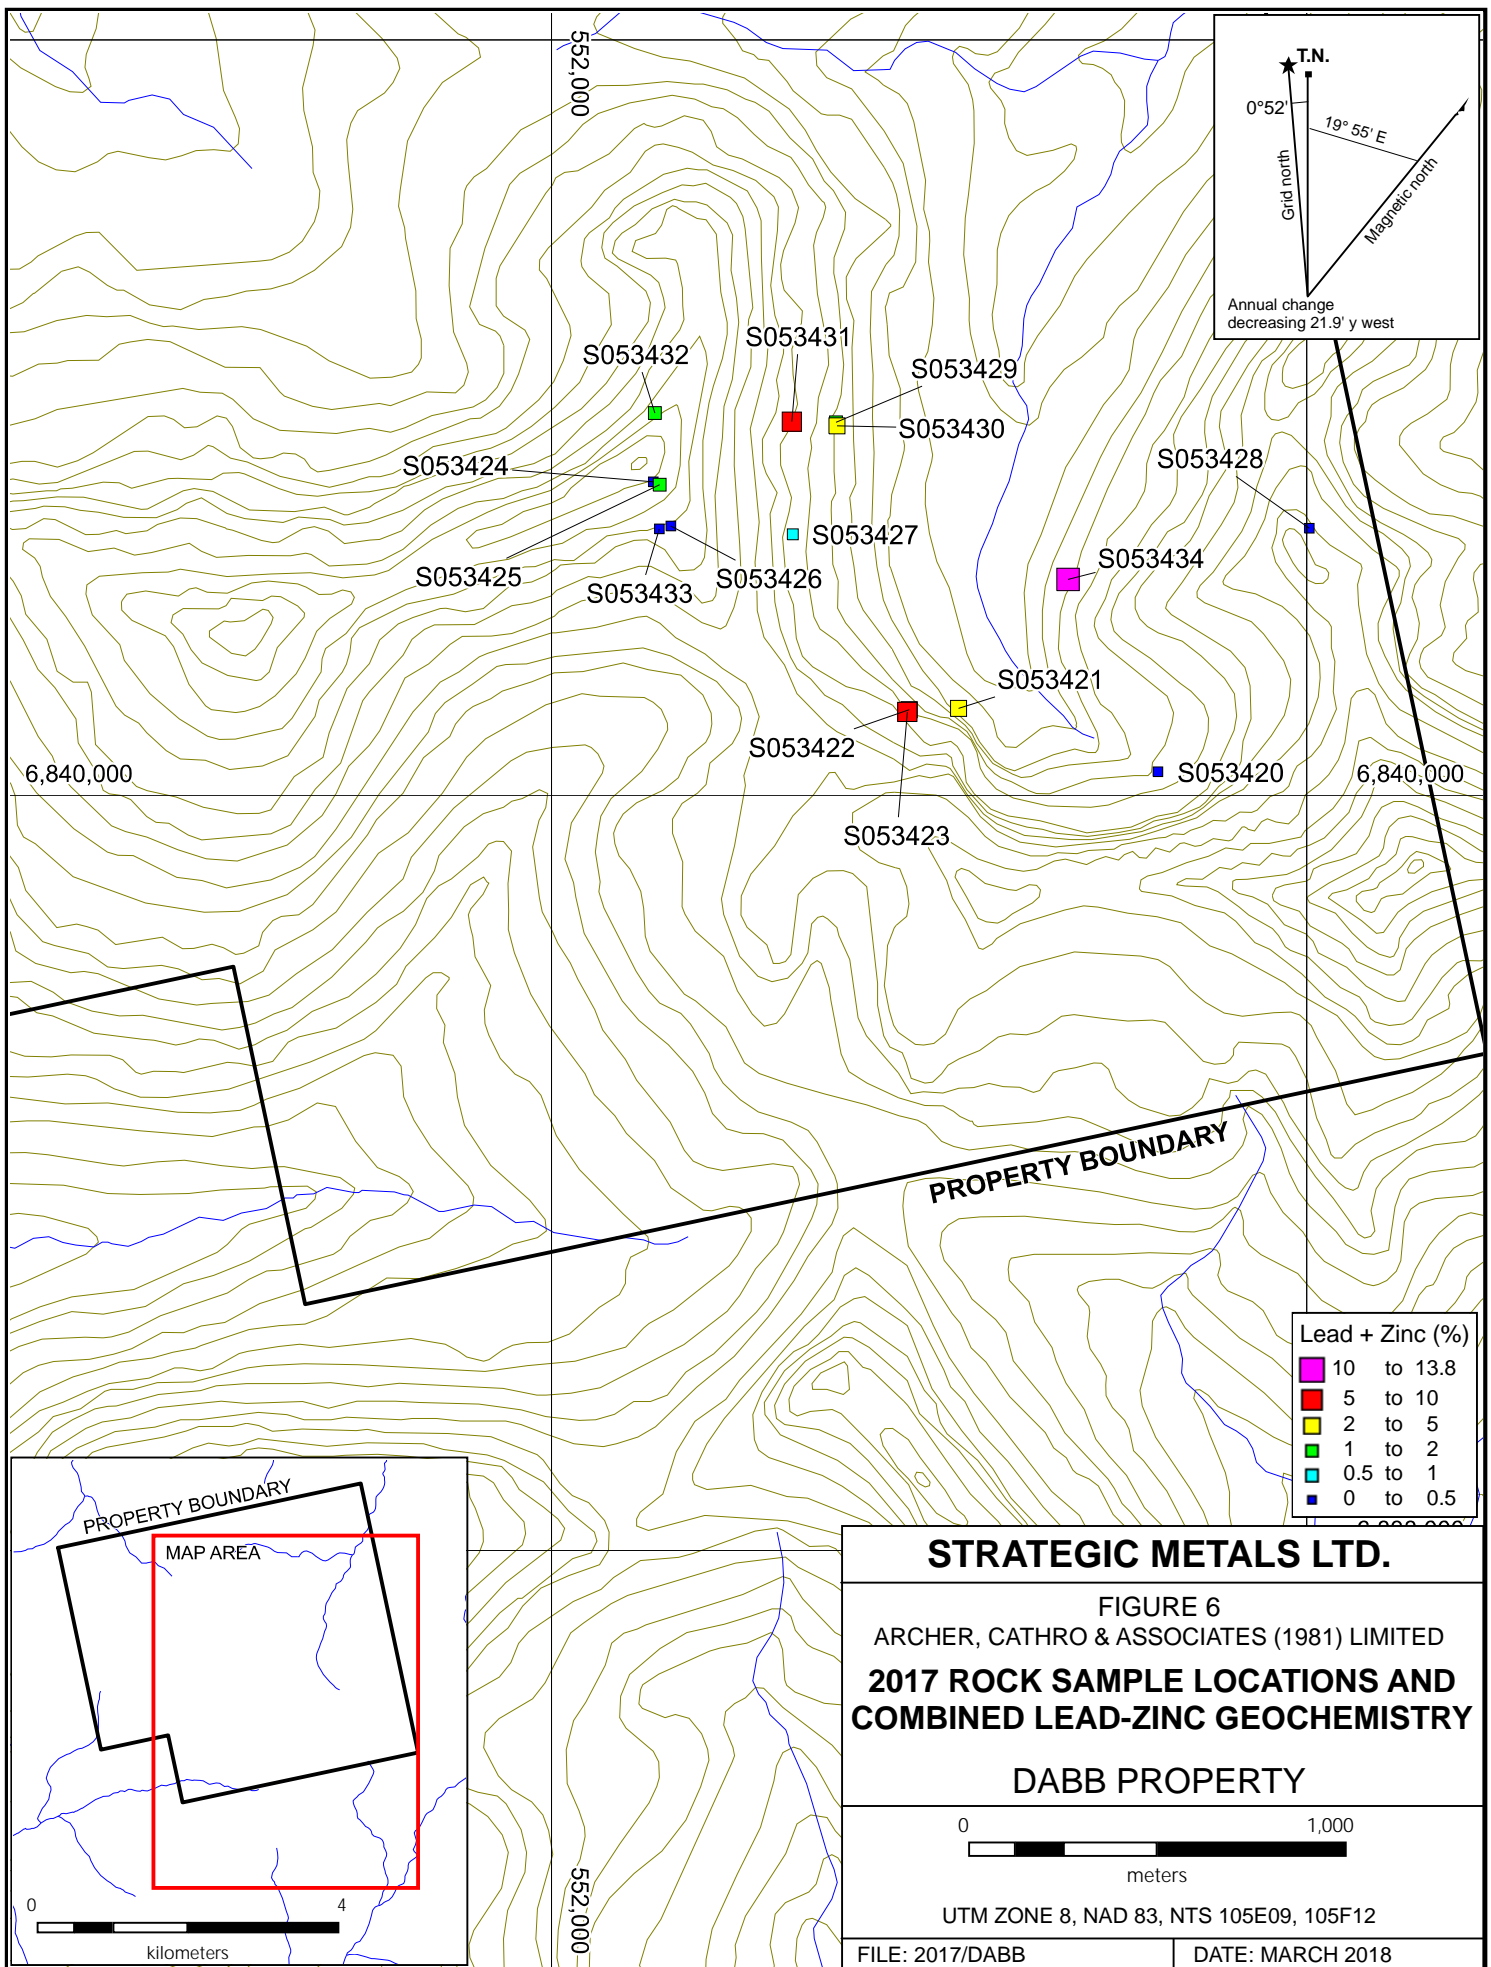 552,000
T.N.
0°52'
19° 55' E
Grid north
Magnetic north
Annual change
decreasing 21.9' y west
S053431
S053432
S053429
S053430
S053424
S053428
S053427
S053434
S053425
S053426
S053433
S053421
S053422
6,840,000
S053420
6,840,000
S053423
PROPERTY BOUNDARY
Lead + Zinc (%)
10 to 13.8
5 to 10
2 to 5
1 to 2
0.5 to 1
0 to 0.5
PROPERTY BOUNDARY
MAP AREA
0 4
kilometers
552,000
STRATEGIC METALS LTD.
FIGURE 6
ARCHER, CATHRO & ASSOCIATES (1981) LIMITED
2017 ROCK SAMPLE LOCATIONS AND
COMBINED LEAD-ZINC GEOCHEMISTRY
DABB PROPERTY
0 1,000
meters
UTM ZONE 8, NAD 83, NTS 105E09, 105F12
FILE: 2017/DABB
DATE: MARCH 2018